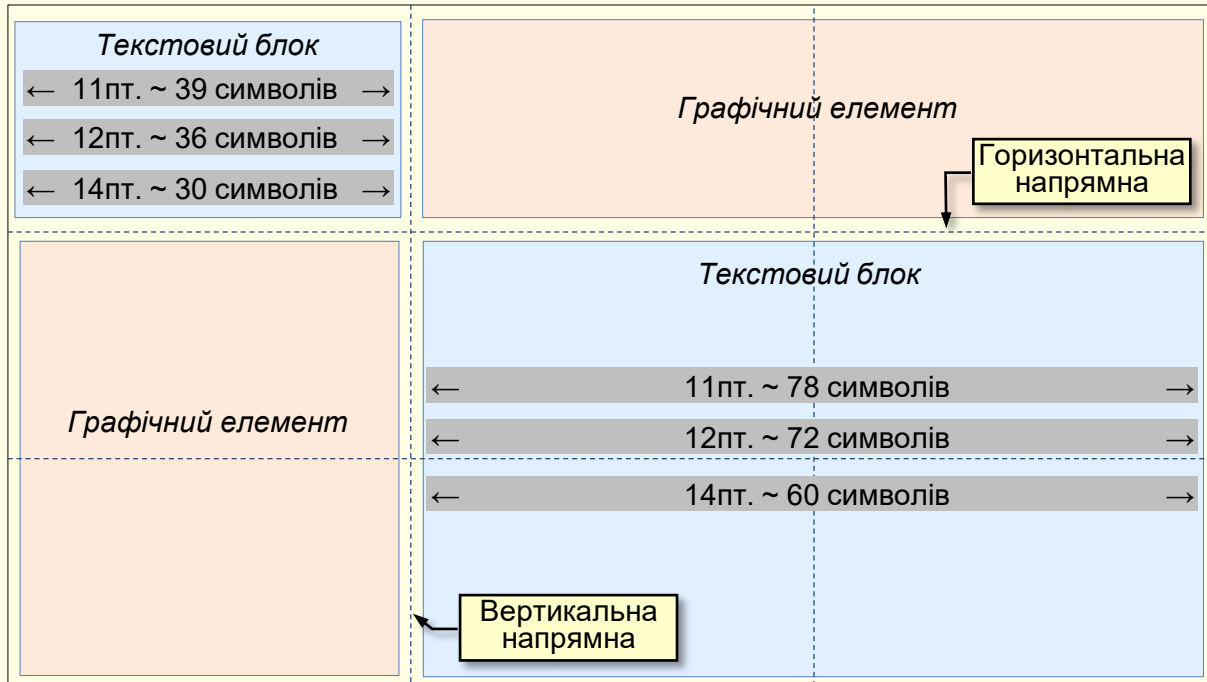 Текстовий блок
← 11пт. ~ 39 символів →
← 12пт. ~ 36 символів →
← 14пт. ~ 30 символів →
Графічний елемент
Горизонтальна
напрямна
Графічний елемент
Текстовий блок
← 11пт. ~ 78 символів →
← 12пт. ~ 72 символів →
← 14пт. ~ 60 символів →
Вертикальна
напрямна